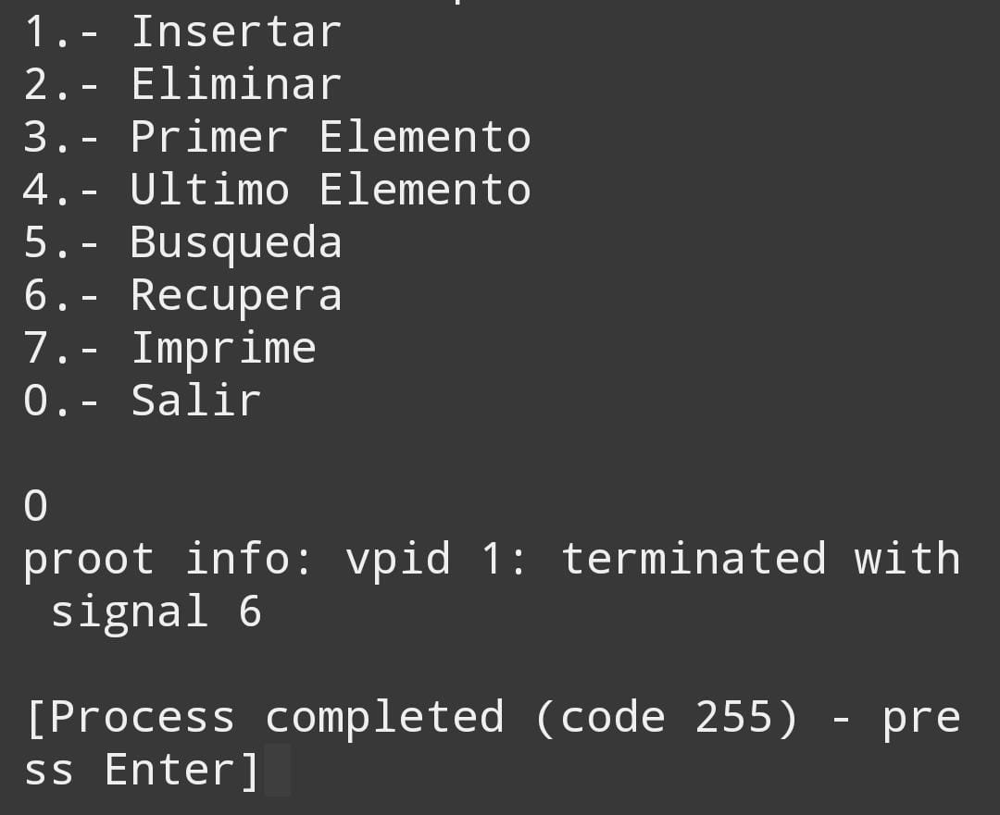 1.- Insertar
2.- Eliminar
3.- Primer Elemento
4.- Ultimo Elemento
5.- Busqueda
6.- Recupera
7.- Imprime
0.- Salir
0
proot info: vpid 1: terminated with
 signal 6
[Process completed (code 255) - pre
ss Enter]